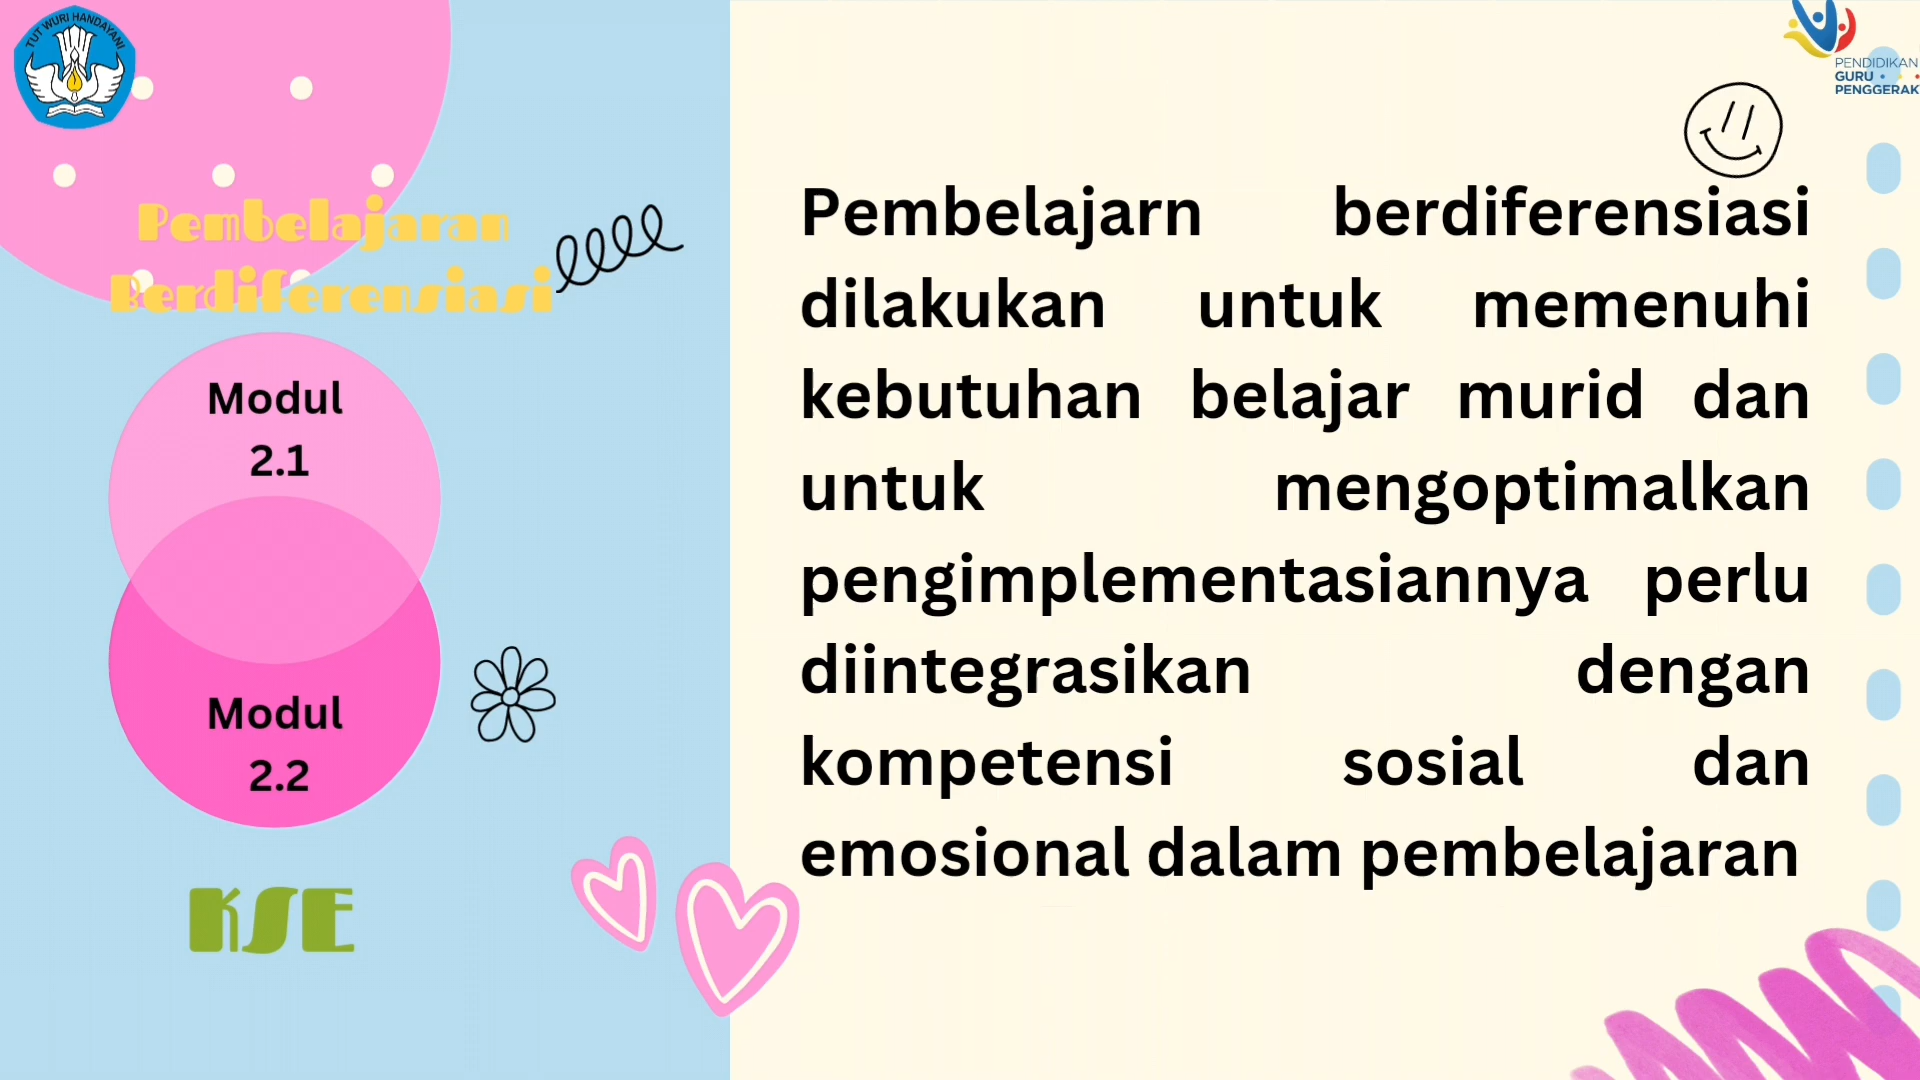 TUT WURI HANDAYANI
PENDIDIKAN
GURU
PENGGERAK
Pembelajaran
Berdiferensiasi
Modul
2.1
Modul
2.2
KSE
Pembelajarn berdiferensiasi
dilakukan untuk memenuhi
kebutuhan belajar murid dan
untuk mengoptimalkan
pengimplementasiannya perlu
diintegrasikan dengan
kompetensi sosial dan
emosional dalam pembelajaran